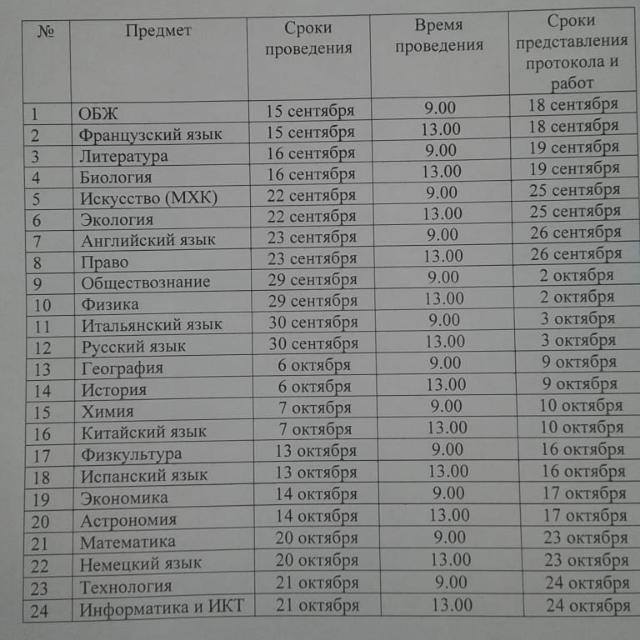 № Предмет Сроки проведения Время проведения Сроки представления протокола и работ
1 ОБЖ 15 сентября 9.00 18 сентября
2 Французский язык 15 сентября 13.00 18 сентября
3 Литература 16 сентября 9.00 19 сентября
4 Биология 16 сентября 13.00 19 сентября
5 Искусство (МХК) 22 сентября 9.00 25 сентября
6 Экология 22 сентября 13.00 25 сентября
7 Английский язык 23 сентября 9.00 26 сентября
8 Право 23 сентября 13.00 26 сентября
9 Обществознание 29 сентября 9.00 2 октября
10 Физика 29 сентября 13.00 2 октября
11 Итальянский язык 30 сентября 9.00 3 октября
12 Русский язык 30 сентября 13.00 3 октября
13 География 6 октября 9.00 9 октября
14 История 6 октября 13.00 9 октября
15 Химия 7 октября 9.00 10 октября
16 Китайский язык 7 октября 13.00 10 октября
17 Физкультура 13 октября 9.00 16 октября
18 Испанский язык 13 октября 13.00 16 октября
19 Экономика 14 октября 9.00 17 октября
20 Астрономия 14 октября 13.00 17 октября
21 Математика 20 октября 9.00 23 октября
22 Немецкий язык 20 октября 13.00 23 октября
23 Технология 21 октября 9.00 24 октября
24 Информатика и ИКТ 21 октября 13.00 24 октября